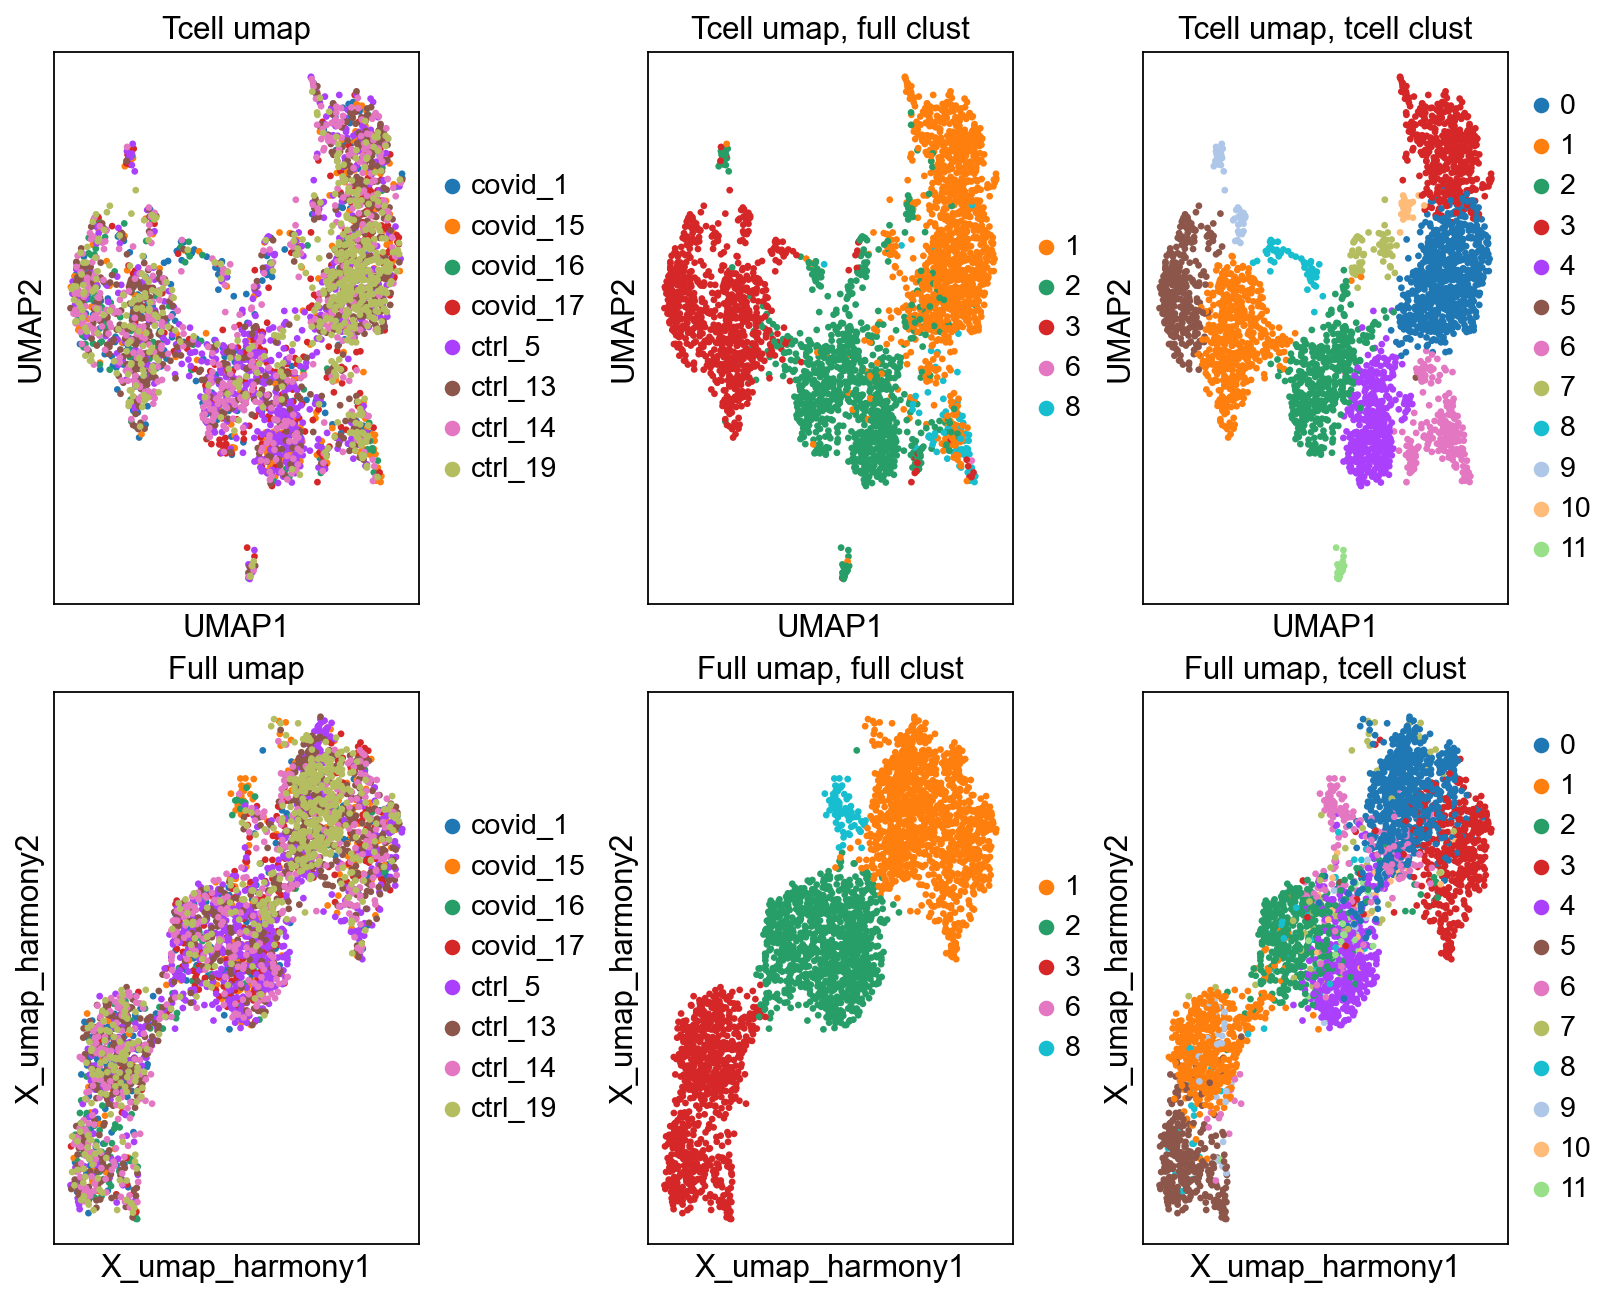 Tcell umap
UMAP2
UMAP1
covid_1
covid_15
covid_16
covid_17
ctrl_5
ctrl_13
ctrl_14
ctrl_19
Tcell umap, full clust
UMAP2
UMAP1
1
2
3
6
8
Tcell umap, tcell clust
UMAP2
UMAP1
0
1
2
3
4
5
6
7
8
9
10
11
Full umap
X_umap_harmony2
X_umap_harmony1
covid_1
covid_15
covid_16
covid_17
ctrl_5
ctrl_13
ctrl_14
ctrl_19
Full umap, full clust
X_umap_harmony2
X_umap_harmony1
1
2
3
6
8
Full umap, tcell clust
X_umap_harmony2
X_umap_harmony1
0
1
2
3
4
5
6
7
8
9
10
11